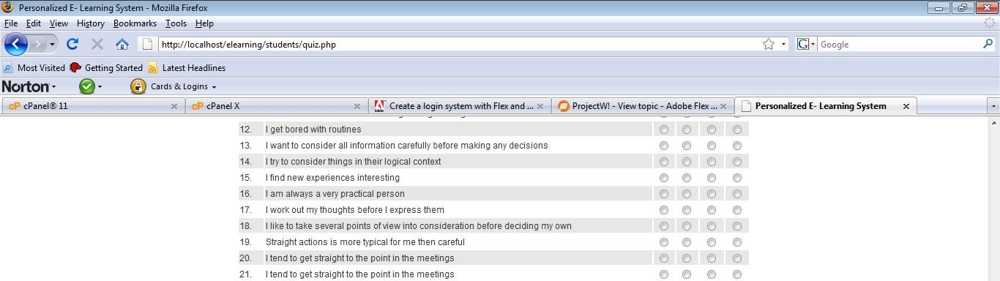 Personalized E- Learning System - Mozilla Firefox
File Edit View History Bookmarks Tools Help
http://localhost/elearning/students/quiz.php
G Google
Most Visited Getting Started Latest Headlines
Norton Cards & Logins
cP cPanel® 11 cP cPanel X Adobe Create a login system with Flex and ... ProjectW! - View topic - Adobe Flex ... Personalized E- Learning System
12. I get bored with routines
13. I want to consider all information carefully before making any decisions
14. I try to consider things in their logical context
15. I find new experiences interesting
16. I am always a very practical person
17. I work out my thoughts before I express them
18. I like to take several points of view into consideration before deciding my own
19. Straight actions is more typical for me then careful
20. I tend to get straight to the point in the meetings
21. I tend to get straight to the point in the meetings